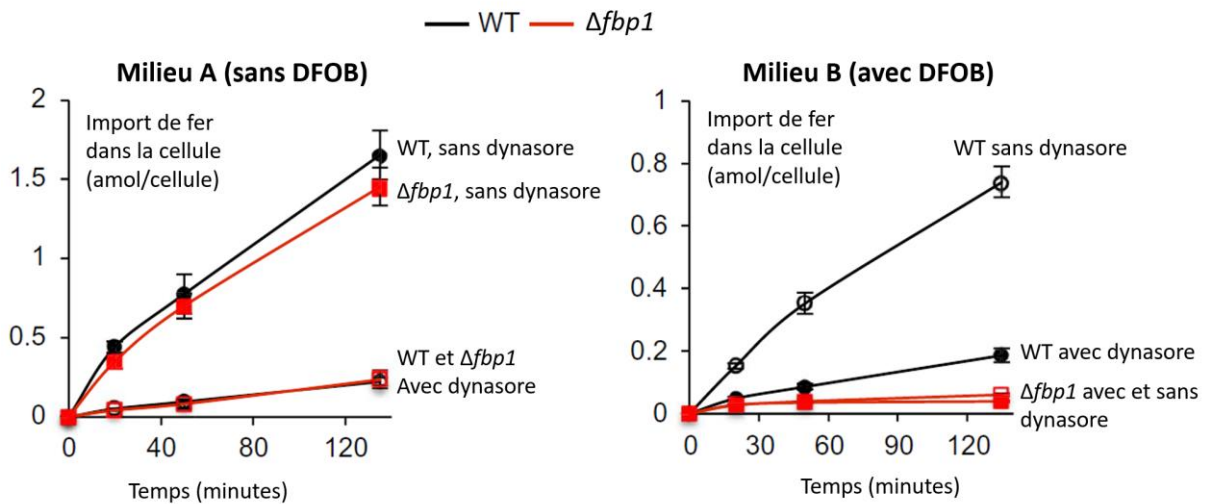 WT Δfbp1
Milieu A (sans DFOB)
2
1.5
1
0.5
0
Import de fer
dans la cellule
(amol/cellule)
WT, sans dynasore
Δfbp1, sans dynasore
WT et Δfbp1
Avec dynasore
0 40 80 120
Temps (minutes)
Milieu B (avec DFOB)
1
0.8
0.6
0.4
0.2
0
Import de fer
dans la cellule
(amol/cellule)
WT sans dynasore
WT avec dynasore
Δfbp1 avec et sans
dynasore
0 30 60 90 120
Temps (minutes)